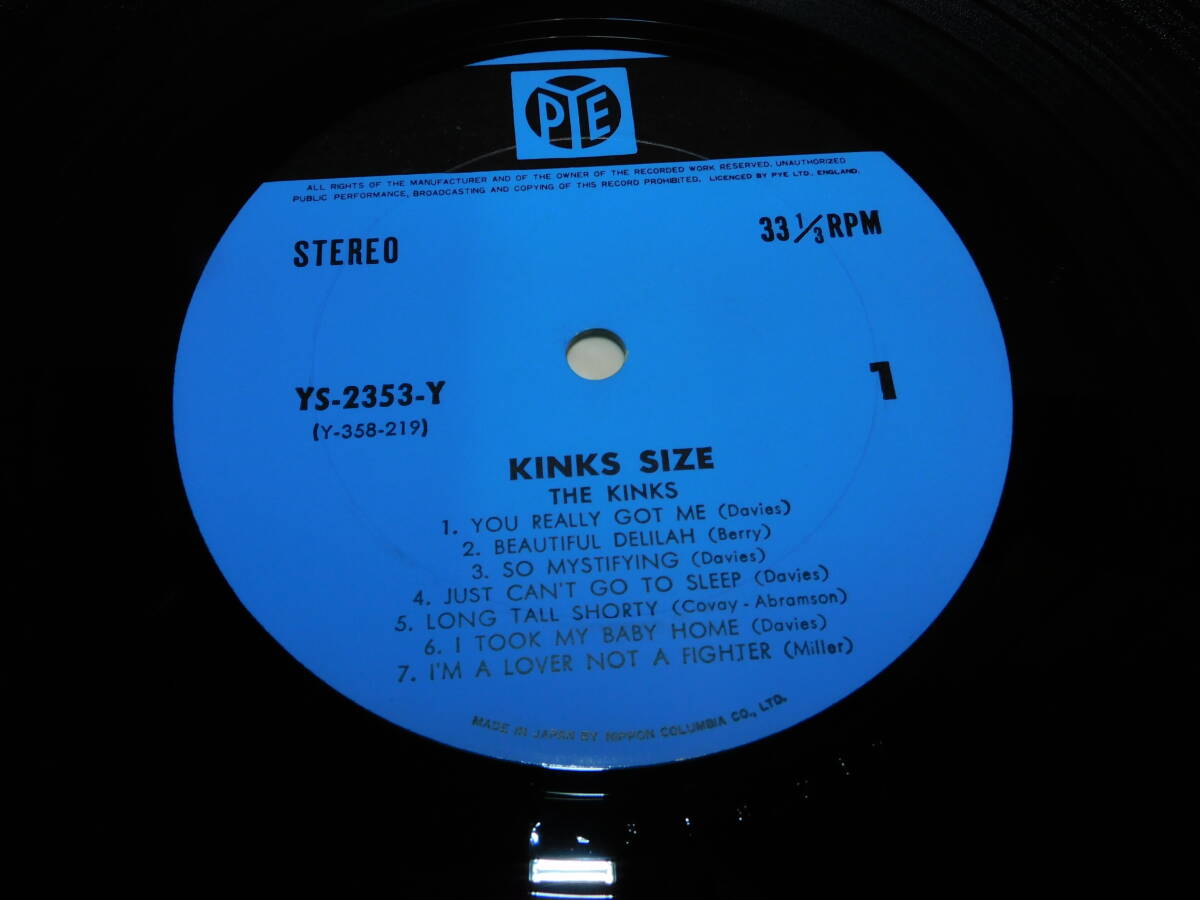 PYE
ALL RIGHTS OF THE MANUFACTURER AND OF THE OWNER OF THE RECORDED WORK RESERVED. UNAUTHORIZED
PUBLIC PERFORMANCE, BROADCASTING AND COPYING OF THIS RECORD PROHIBITED. LICENCED BY PYE LTD., ENGLAND.
STEREO
33 1/3 RPM
YS-2353-Y
(Y-358-219)
1
KINKS SIZE
THE KINKS
1. YOU REALLY GOT ME (Davies)
2. BEAUTIFUL DELILAH (Berry)
3. SO MYSTIFYING (Davies)
4. JUST CAN'T GO TO SLEEP (Davies)
5. LONG TALL SHORTY (Covay - Abramson)
6. I TOOK MY BABY HOME (Davies)
7. I'M A LOVER NOT A FIGHTER (Miller)
MADE IN JAPAN BY NIPPON COLUMBIA CO., LTD.